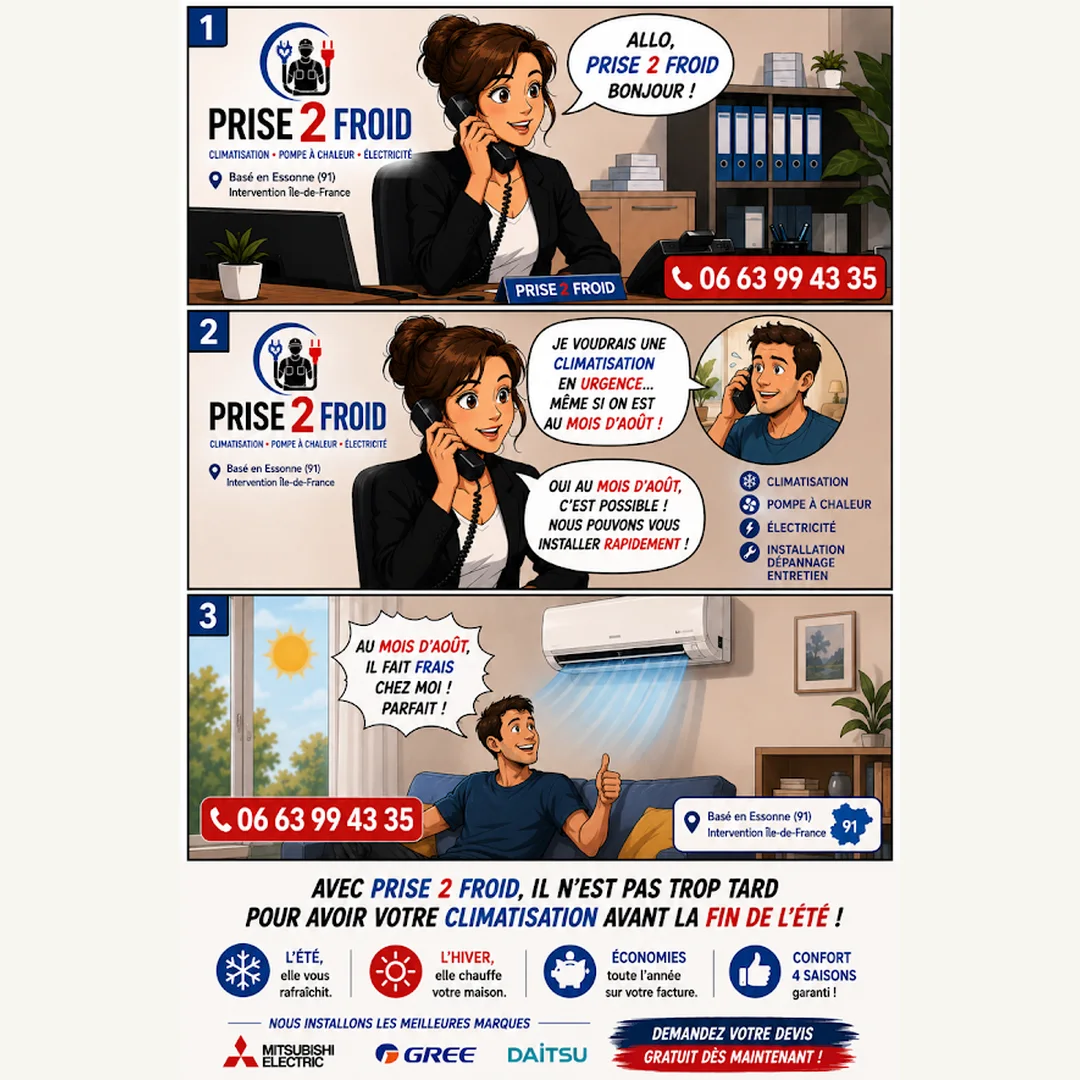 1
PRISE 2 FROID
CLIMATISATION • POMPE À CHALEUR • ÉLECTRICITÉ
Basé en Essonne (91)
Intervention Île-de-France
ALLO,
PRISE 2 FROID
BONJOUR !
PRISE 2 FROID
06 63 99 43 35
2
PRISE 2 FROID
CLIMATISATION • POMPE À CHALEUR • ÉLECTRICITÉ
Basé en Essonne (91)
Intervention Île-de-France
JE VOUDRAIS UNE
CLIMATISATION
EN URGENCE...
MÊME SI ON EST
AU MOIS D'AOÛT !
OUI AU MOIS D'AOÛT,
C'EST POSSIBLE !
NOUS POUVONS VOUS
INSTALLER RAPIDEMENT !
CLIMATISATION
POMPE À CHALEUR
ÉLECTRICITÉ
INSTALLATION
DÉPANNAGE
ENTRETIEN
3
AU MOIS D'AOÛT,
IL FAIT FRAIS
CHEZ MOI !
PARFAIT !
06 63 99 43 35
Basé en Essonne (91)
Intervention Île-de-France
91
AVEC PRISE 2 FROID, IL N'EST PAS TROP TARD
POUR AVOIR VOTRE CLIMATISATION AVANT LA FIN DE L'ÉTÉ !
L'ÉTÉ,
elle vous
rafraîchit.
L'HIVER,
elle chauffe
votre maison.
ÉCONOMIES
toute l'année
sur votre facture.
CONFORT
4 SAISONS
garanti !
NOUS INSTALLONS LES MEILLEURES MARQUES
MITSUBISHI
ELECTRIC
GREE
DAITSU
DEMANDEZ VOTRE DEVIS
GRATUIT DÈS MAINTENANT !